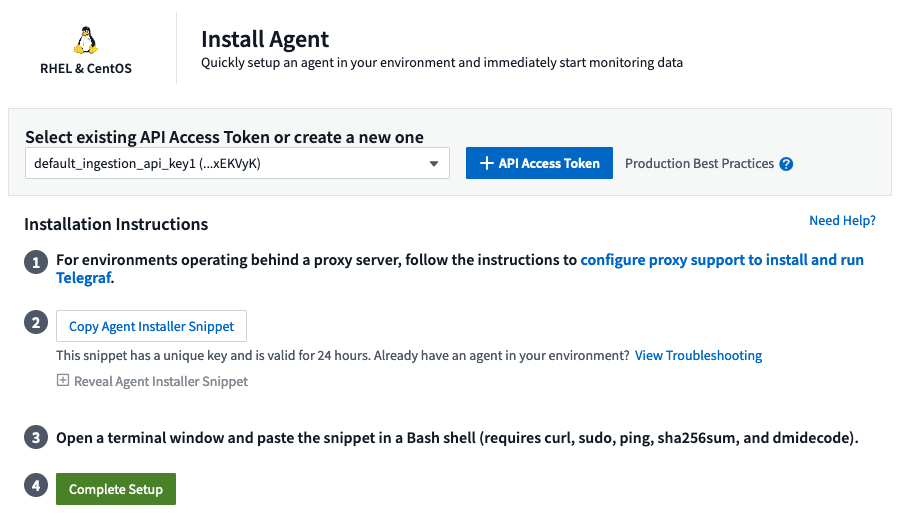 RHEL & CentOS
Install Agent
Quickly setup an agent in your environment and immediately start monitoring data
Select existing API Access Token or create a new one
default_ingestion_api_key1 (...xEKVyK)
+ API Access Token
Production Best Practices ?
Installation Instructions
Need Help?
1 For environments operating behind a proxy server, follow the instructions to configure proxy support to install and run
Telegraf.
2 Copy Agent Installer Snippet
This snippet has a unique key and is valid for 24 hours. Already have an agent in your environment? View Troubleshooting
Reveal Agent Installer Snippet
3 Open a terminal window and paste the snippet in a Bash shell (requires curl, sudo, ping, sha256sum, and dmidecode).
4 Complete Setup